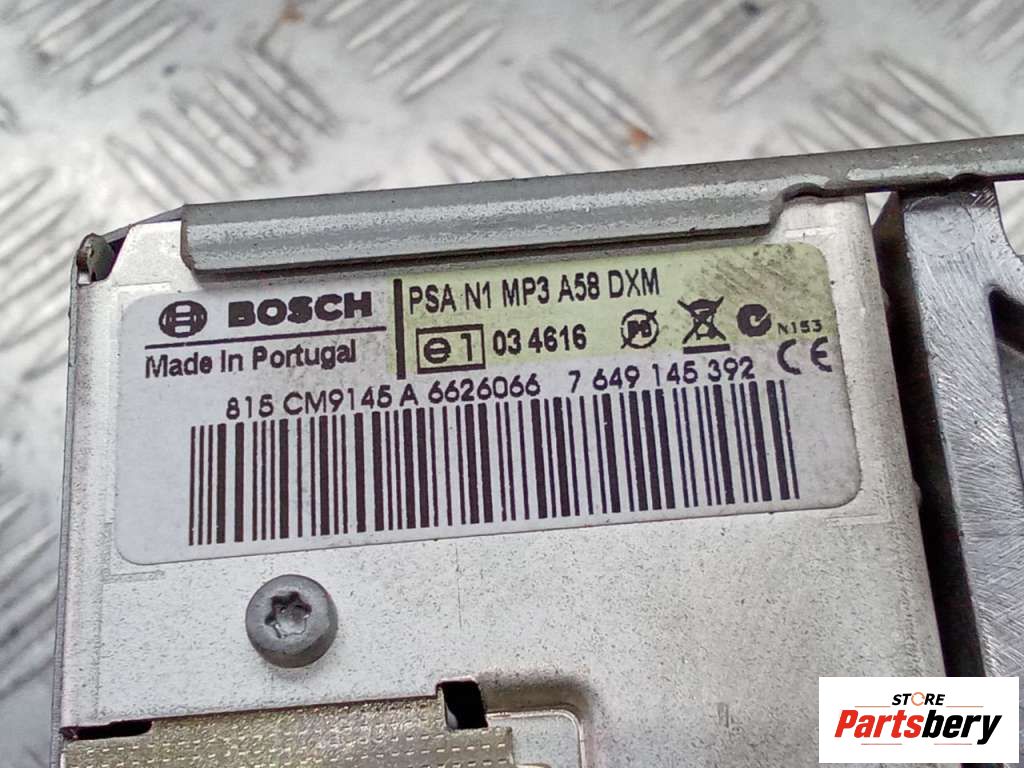 BOSCH
Made In Portugal
PSA N1 MP3 A58 DXM
e1 03 4616
N153
CE
815 CM9145 A 6626066 7 649 145 392
STORE
Partsbery